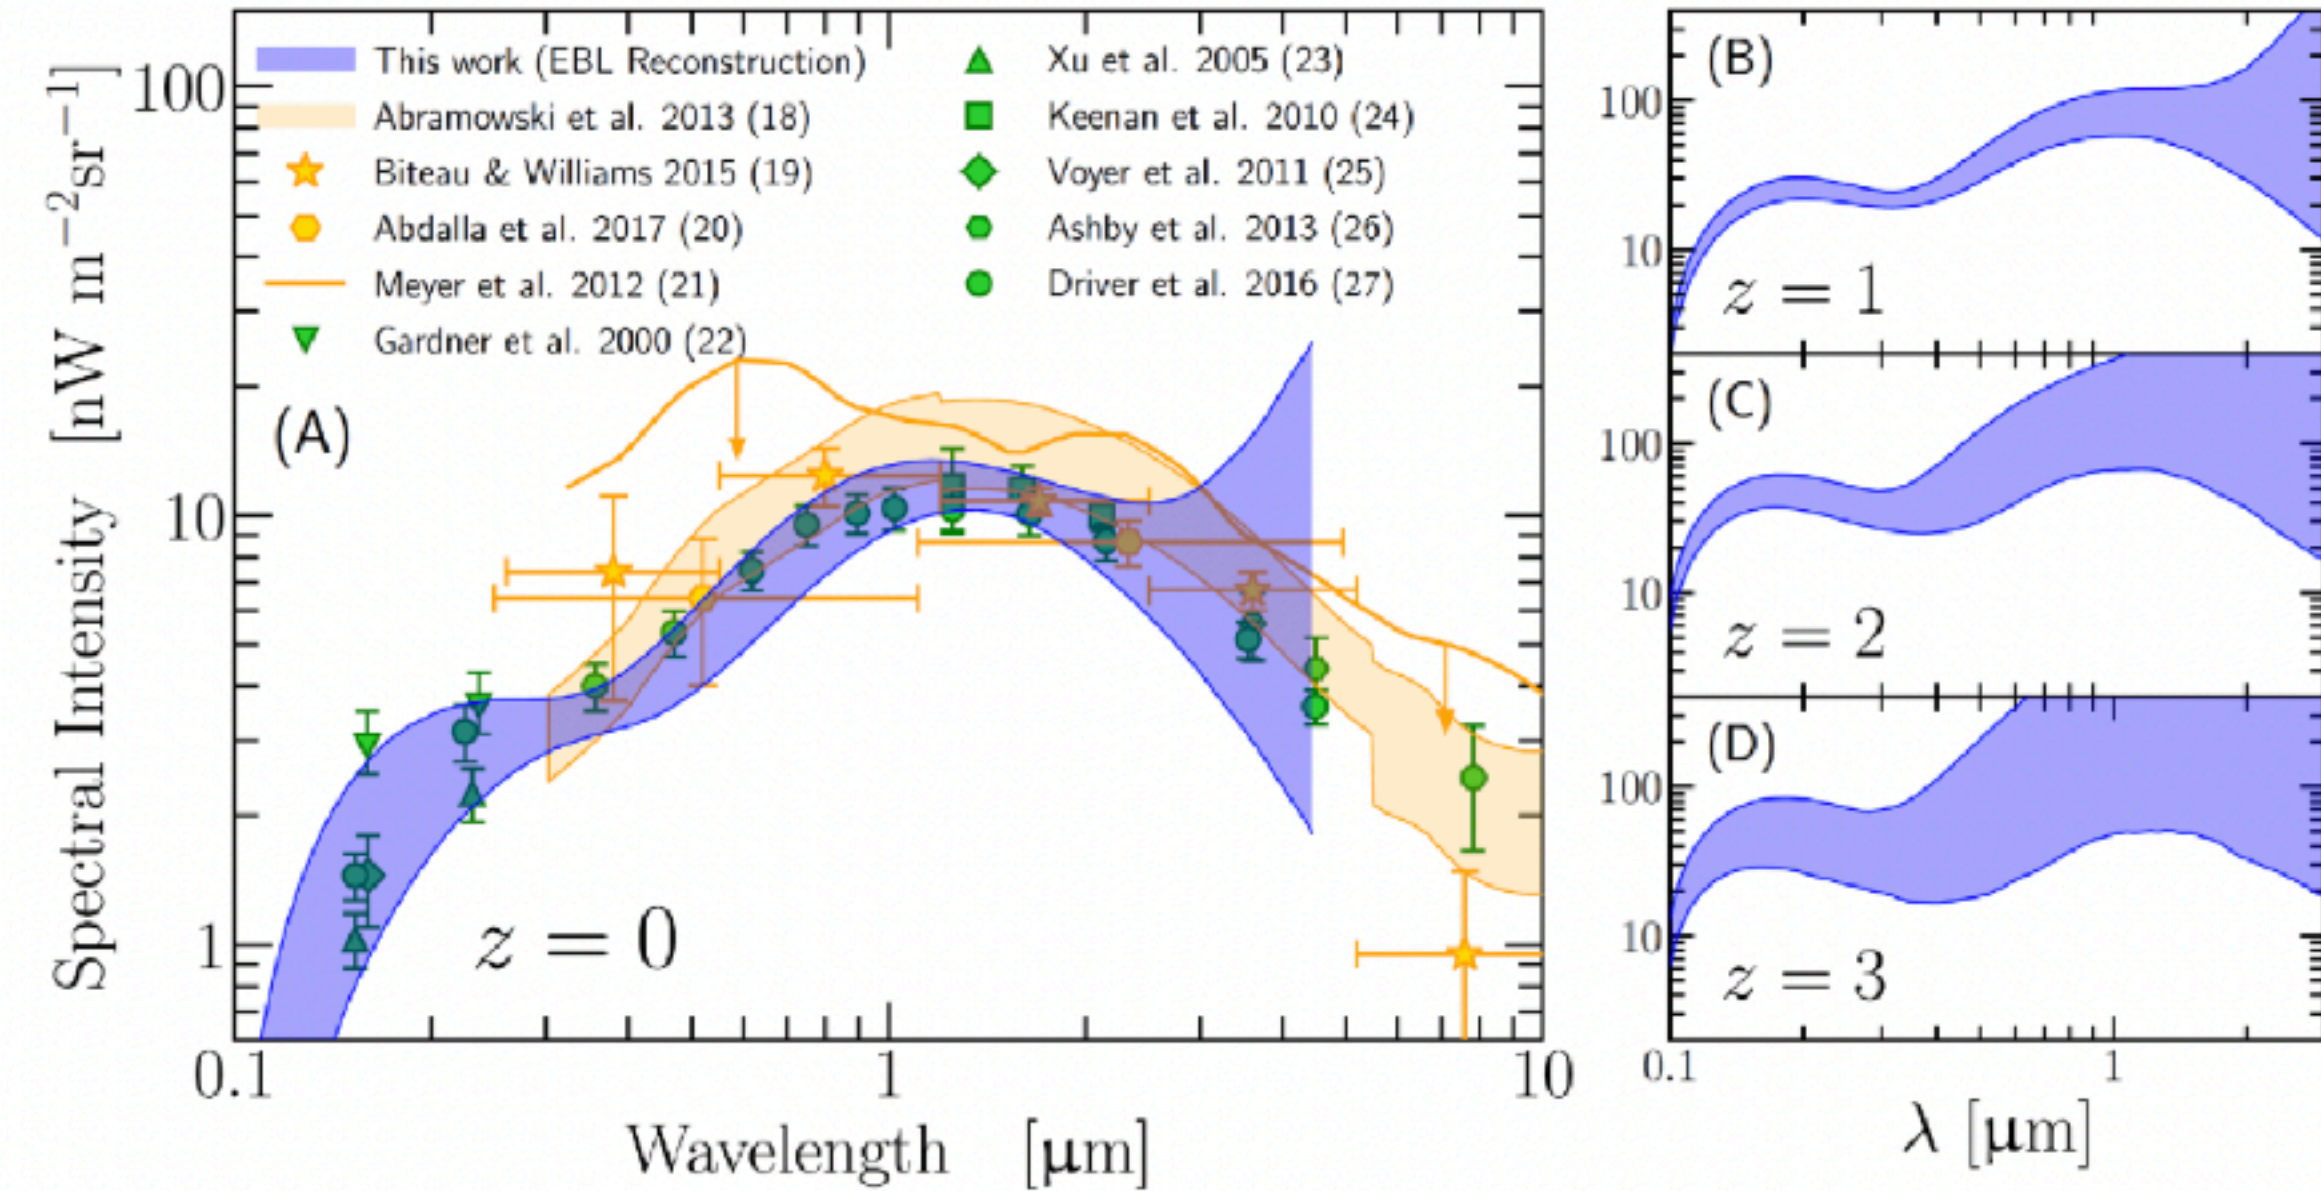 This work (EBL Reconstruction)
Abramowski et al. 2013 (18)
Biteau & Williams 2015 (19)
Abdalla et al. 2017 (20)
Meyer et al. 2012 (21)
Gardner et al. 2000 (22)
Xu et al. 2005 (23)
Keenan et al. 2010 (24)
Voyer et al. 2011 (25)
Ashby et al. 2013 (26)
Driver et al. 2016 (27)
(A)
z = 0
Spectral Intensity [nW m⁻²sr⁻¹]
100
10
1
0.1 1 10
Wavelength [μm]
(B)
100
10
z = 1
(C)
100
10
z = 2
(D)
100
10
z = 3
0.1 1
λ [μm]